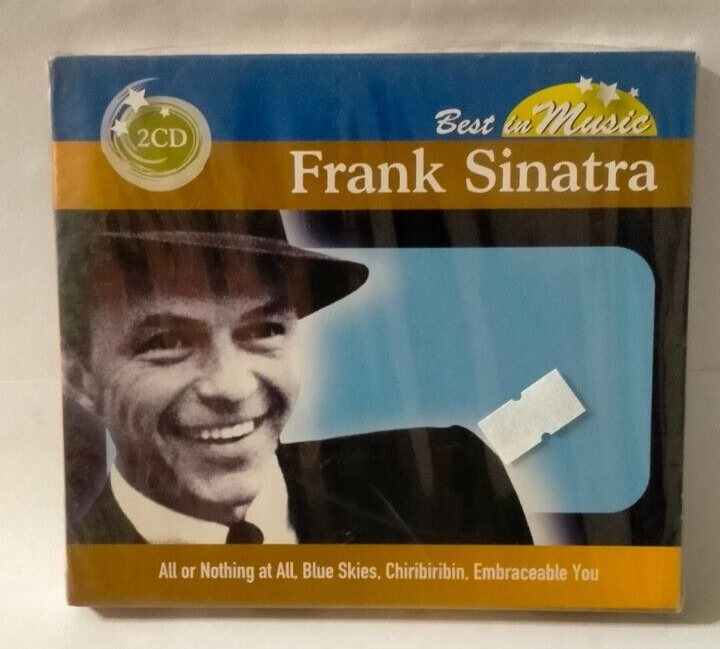 2CD
Best in Music
Frank Sinatra
All or Nothing at All, Blue Skies, Chiribiribin, Embraceable You